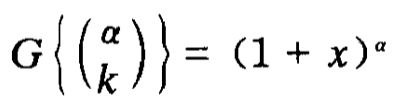 G{(α k)} = (1 + x)^α